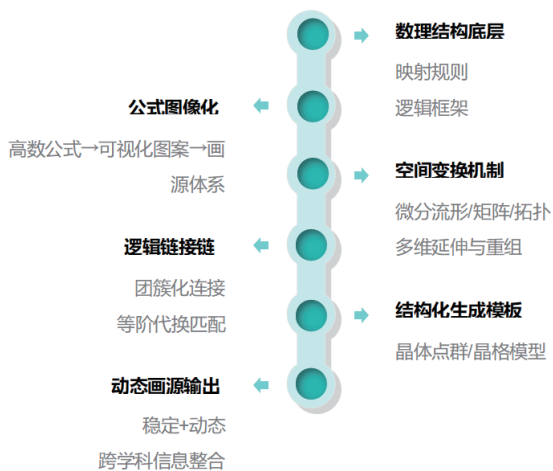 数理结构底层
映射规则
逻辑框架
公式图像化
高数公式→可视化图案→画
源体系
空间变换机制
微分流形/矩阵/拓扑
多维延伸与重组
逻辑链接链
团簇化连接
等阶代换匹配
结构化生成模板
晶体点群/晶格模型
动态画源输出
稳定+动态
跨学科信息整合